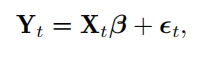 𝐘ₜ = 𝐗ₜ𝜷 + 𝝐ₜ,